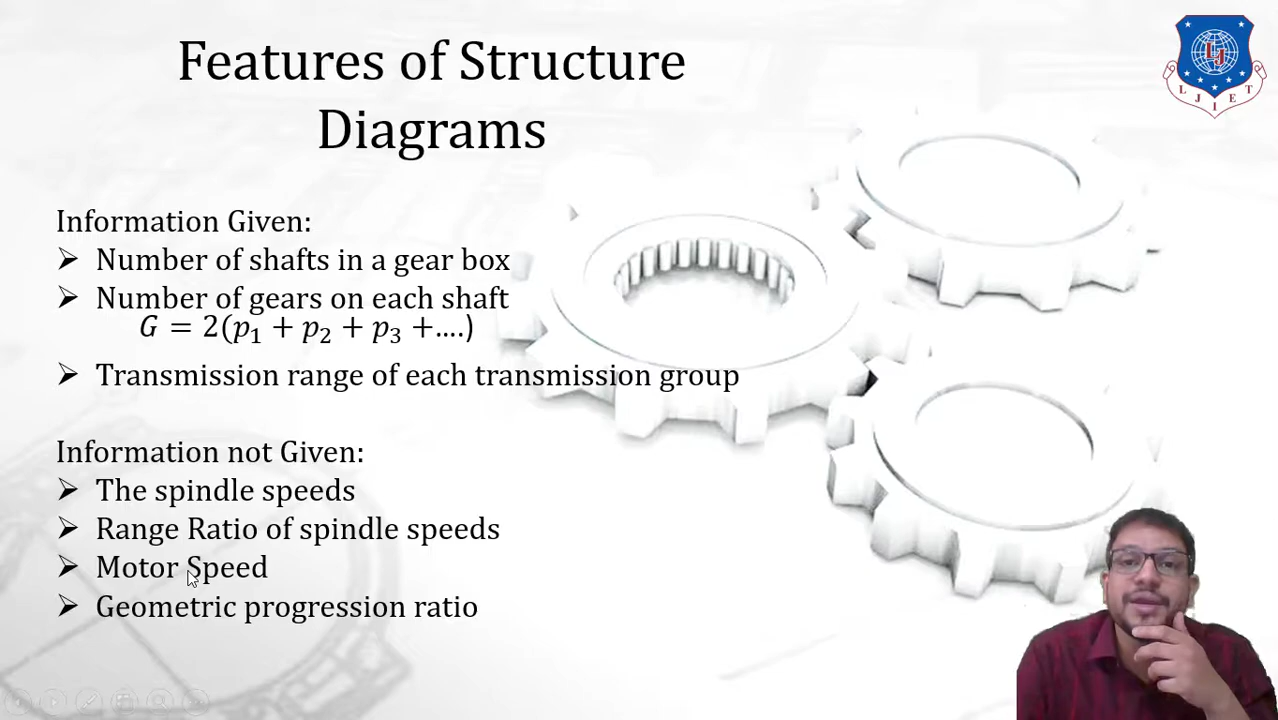 Features of Structure
Diagrams
LJIET
Information Given:
➢ Number of shafts in a gear box
➢ Number of gears on each shaft
G = 2(p₁ + p₂ + p₃ +....)
➢ Transmission range of each transmission group
Information not Given:
➢ The spindle speeds
➢ Range Ratio of spindle speeds
➢ Motor Speed
➢ Geometric progression ratio